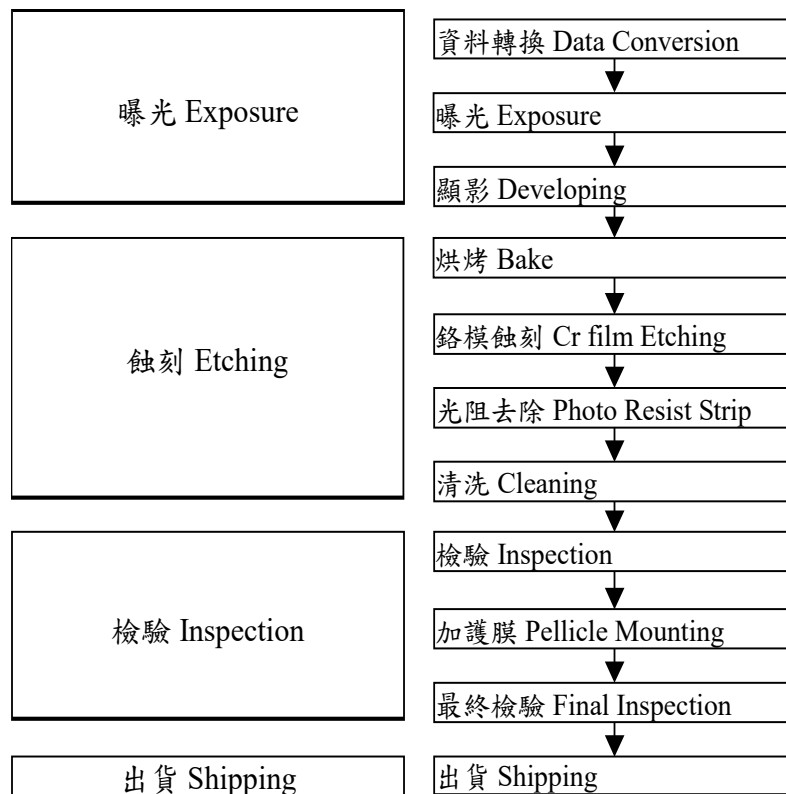 曝光 Exposure
資料轉換 Data Conversion
曝光 Exposure
顯影 Developing
蝕刻 Etching
烘烤 Bake
鉻模蝕刻 Cr film Etching
光阻去除 Photo Resist Strip
清洗 Cleaning
檢驗 Inspection
檢驗 Inspection
加護膜 Pellicle Mounting
最終檢驗 Final Inspection
出貨 Shipping
出貨 Shipping